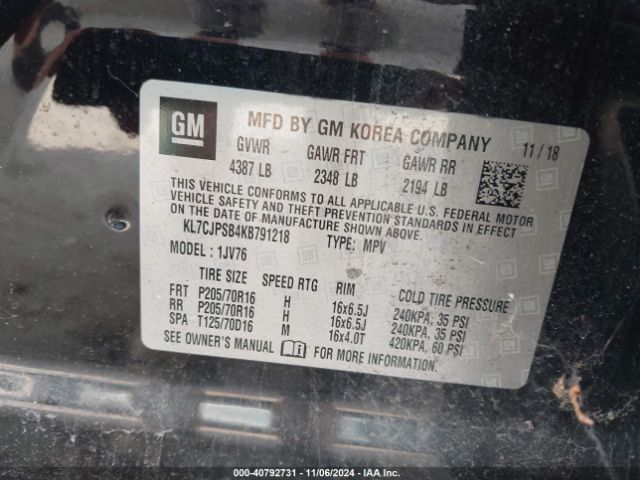 GM
MFD BY GM KOREA COMPANY 11/18
GVWR GAWR FRT GAWR RR
4387 LB 2348 LB 2194 LB
THIS VEHICLE CONFORMS TO ALL APPLICABLE U.S. FEDERAL MOTOR
VEHICLE SAFETY AND THEFT PREVENTION STANDARDS IN EFFECT
ON THE DATE OF MANUFACTURE SHOWN ABOVE.
KL7CJPSB4KB791218 TYPE: MPV
MODEL: 1JV76
TIRE SIZE SPEED RTG RIM COLD TIRE PRESSURE
FRT P205/70R16 H 16x6.5J 240KPA, 35 PSI
RR P205/70R16 H 16x6.5J 240KPA, 35 PSI
SPA T125/70D16 M 16x4.0T 420KPA, 60 PSI
SEE OWNER'S MANUAL FOR MORE INFORMATION.
000-40792731 - 11/06/2024 - IAA Inc.